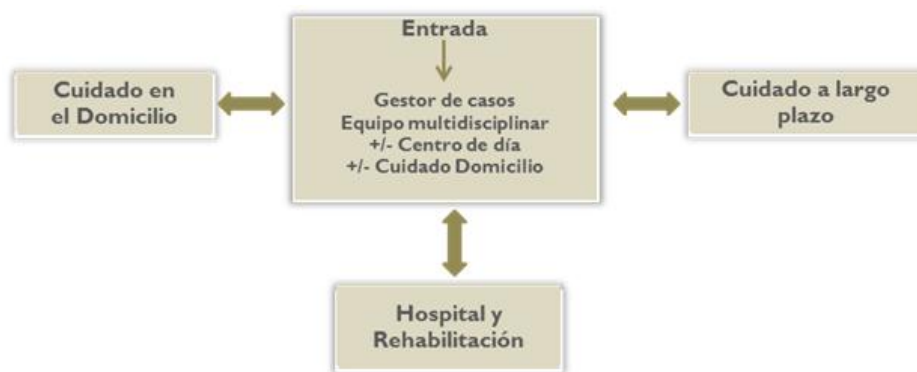 Entrada
Gestor de casos
Equipo multidisciplinar
+/- Centro de día
+/- Cuidado Domicilio
Cuidado en
el Domicilio
Cuidado a largo
plazo
Hospital y
Rehabilitación